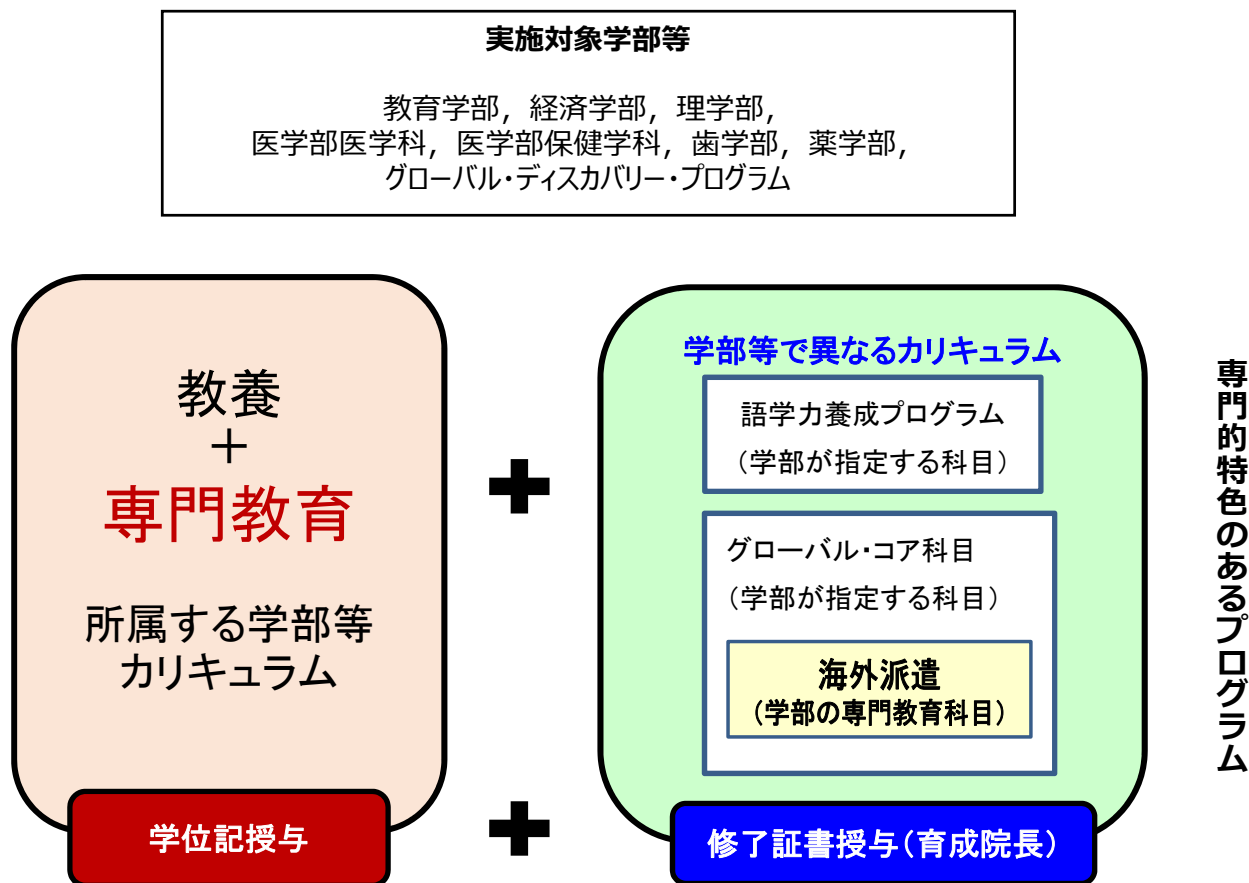 実施対象学部等
教育学部，経済学部，理学部，
医学部医学科，医学部保健学科，歯学部，薬学部，
グローバル・ディスカバリー・プログラム
教養
＋
専門教育
所属する学部等
カリキュラム
学位記授与
学部等で異なるカリキュラム
語学力養成プログラム
（学部が指定する科目）
グローバル・コア科目
（学部が指定する科目）
海外派遣
（学部の専門教育科目）
修了証書授与（育成院長）
専門的特色のあるプログラム